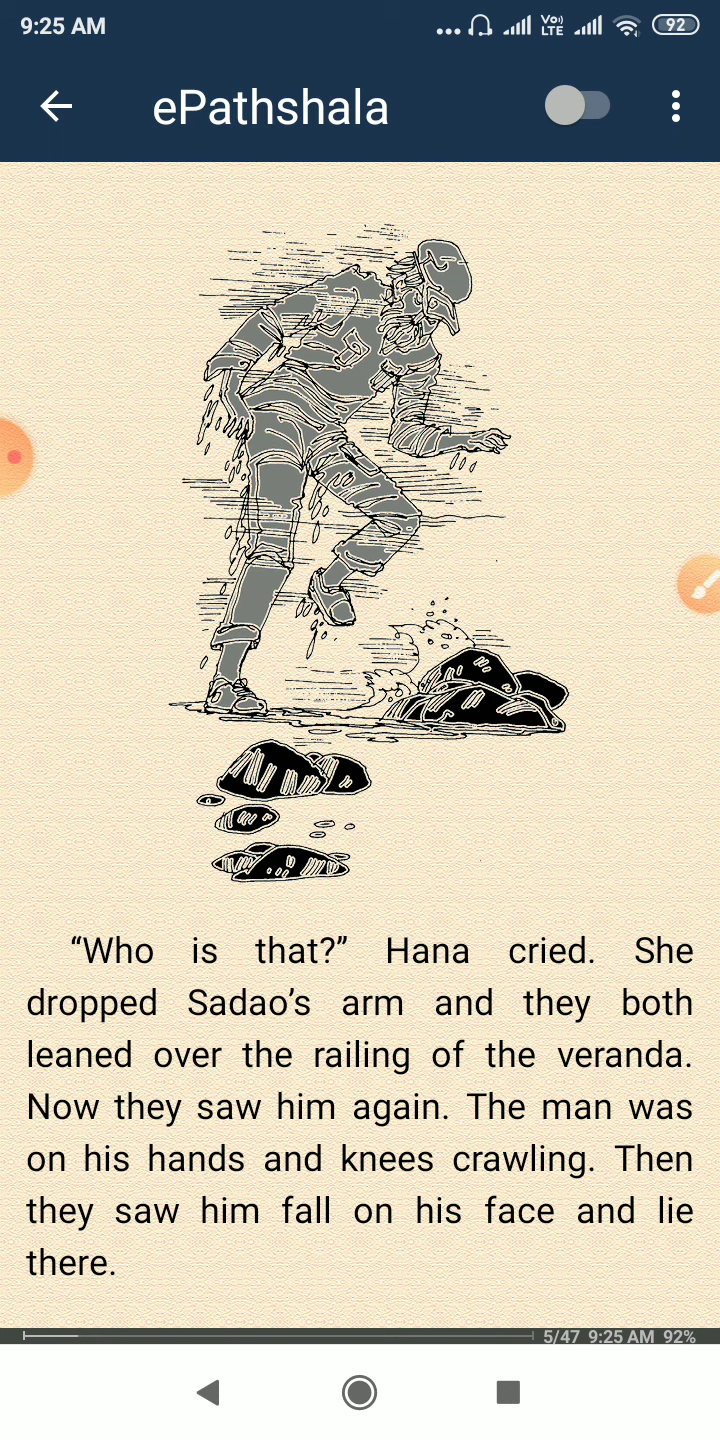 9:25 AM
Vo))
LTE
92
ePathshala
“Who is that?” Hana cried. She
dropped Sadao’s arm and they both
leaned over the railing of the veranda.
Now they saw him again. The man was
on his hands and knees crawling. Then
they saw him fall on his face and lie
there.
5/47 9:25 AM 92%